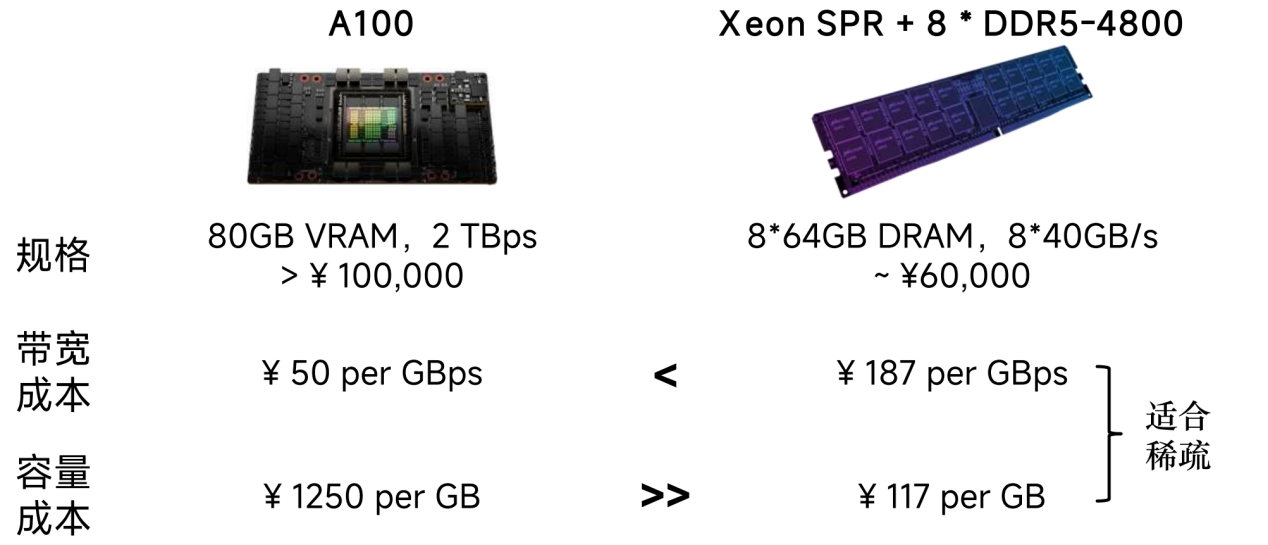 A100
Xeon SPR + 8 * DDR5-4800
规格
80GB VRAM，2 TBps
> ¥ 100,000
8*64GB DRAM，8*40GB/s
~ ¥60,000
带宽
成本
¥ 50 per GBps
<
¥ 187 per GBps
容量
成本
¥ 1250 per GB
>>
¥ 117 per GB
适合
稀疏